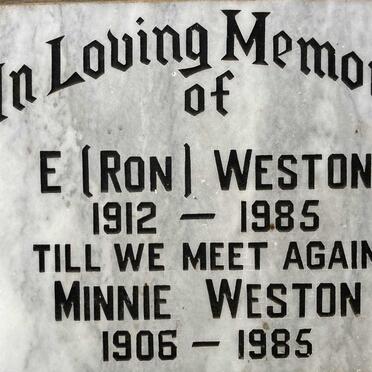 In Loving Memo
of
E (RON) WESTON
1912 — 1985
TILL WE MEET AGAIN
MINNIE WESTON
1906 — 1985